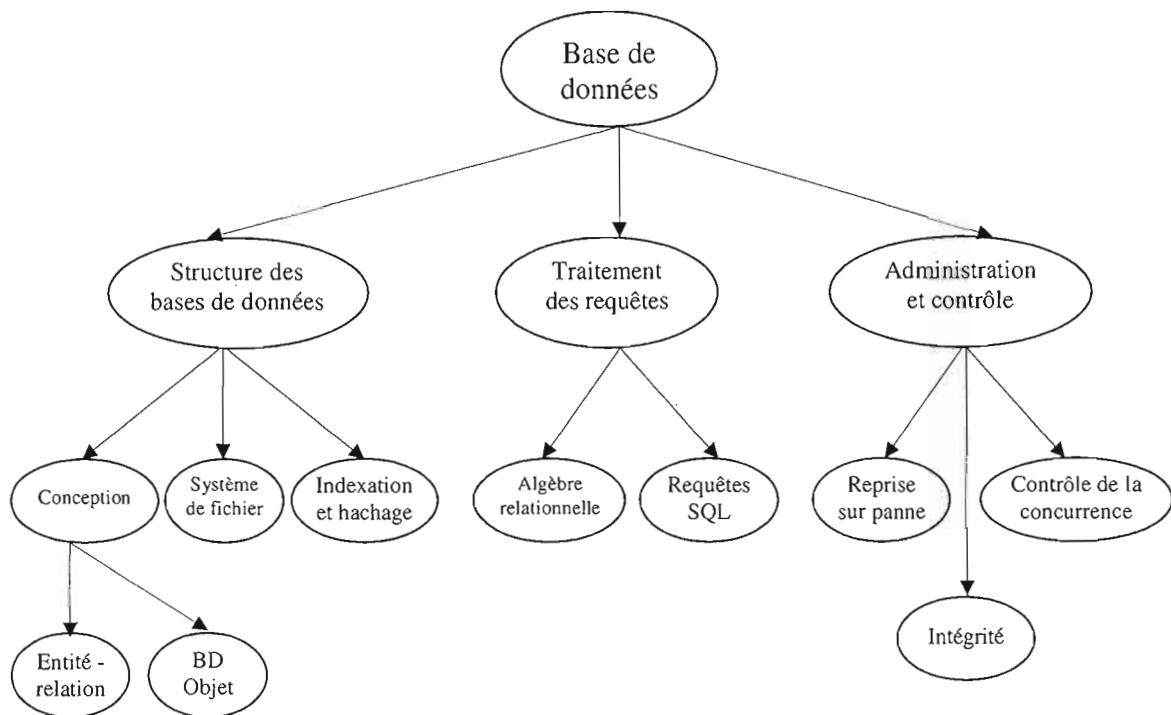 Base de
données
Structure des
bases de données
Traitement
des requêtes
Administration
et contrôle
Conception
Système
de fichier
Indexation
et hachage
Algèbre
relationnelle
Requêtes
SQL
Reprise
sur panne
Contrôle de la
concurrence
Entité -
relation
BD
Objet
Intégrité